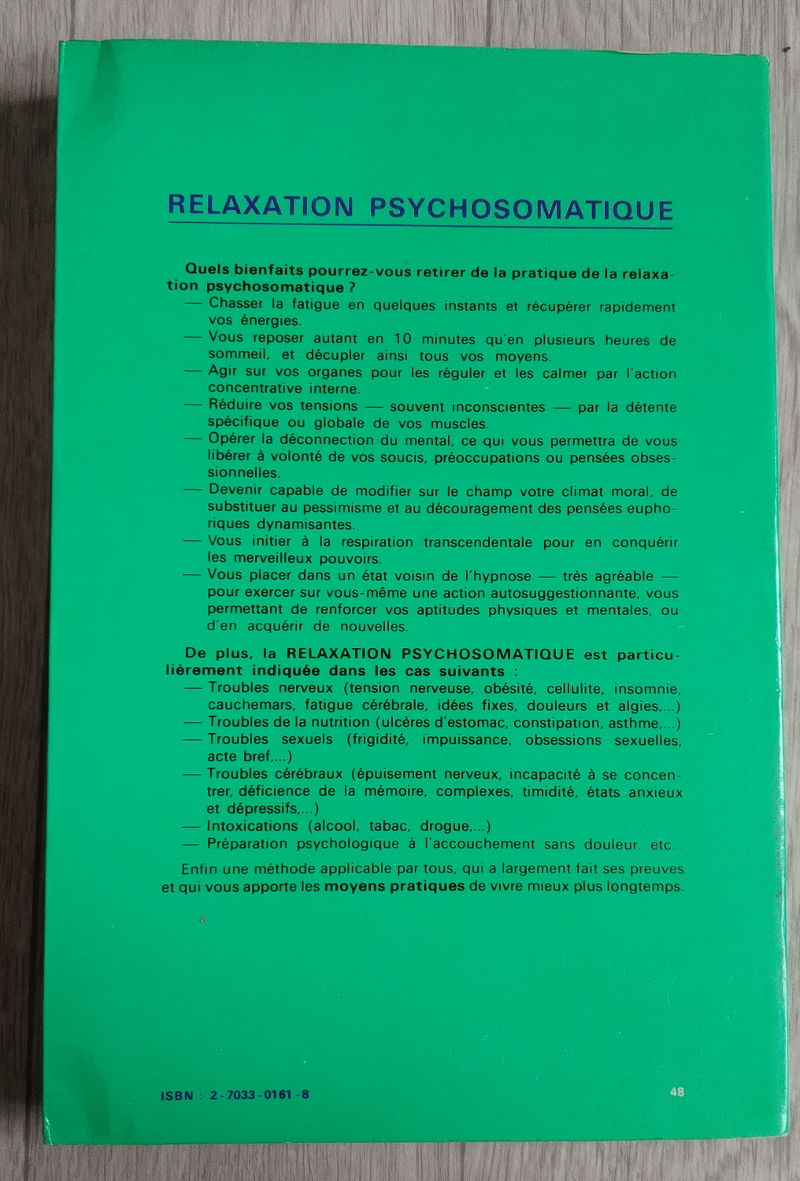 RELAXATION PSYCHOSOMATIQUE
Quels bienfaits pourrez-vous retirer de la pratique de la relaxa-
tion psychosomatique ?
— Chasser la fatigue en quelques instants et récupérer rapidement
vos énergies.
— Vous reposer autant en 10 minutes qu'en plusieurs heures de
sommeil, et décupler ainsi tous vos moyens.
— Agir sur vos organes pour les réguler et les calmer par l'action
concentrative interne.
— Réduire vos tensions — souvent inconscientes — par la détente
spécifique ou globale de vos muscles.
— Opérer la déconnection du mental, ce qui vous permettra de vous
libérer à volonté de vos soucis, préoccupations ou pensées obses-
sionnelles.
— Devenir capable de modifier sur le champ votre climat moral, de
substituer au pessimisme et au découragement des pensées eupho-
riques dynamisantes.
— Vous initier à la respiration transcendentale pour en conquérir
les merveilleux pouvoirs.
— Vous placer dans un état voisin de l'hypnose — très agréable —
pour exercer sur vous-même une action autosuggestionnante, vous
permettant de renforcer vos aptitudes physiques et mentales, ou
d'en acquérir de nouvelles.
De plus, la RELAXATION PSYCHOSOMATIQUE est particu-
lièrement indiquée dans les cas suivants :
— Troubles nerveux (tension nerveuse, obésité, cellulite, insomnie,
cauchemars, fatigue cérébrale, idées fixes, douleurs et algies,...)
— Troubles de la nutrition (ulcères d'estomac, constipation, asthme,...)
— Troubles sexuels (frigidité, impuissance, obsessions sexuelles,
acte bref,...)
— Troubles cérébraux (épuisement nerveux, incapacité à se concen-
trer, déficience de la mémoire, complexes, timidité, états anxieux
et dépressifs,...)
— Intoxications (alcool, tabac, drogue,...)
— Préparation psychologique à l'accouchement sans douleur. etc...
Enfin une méthode applicable par tous, qui a largement fait ses preuves
et qui vous apporte les moyens pratiques de vivre mieux plus longtemps.
ISBN : 2-7033-0161-8
48